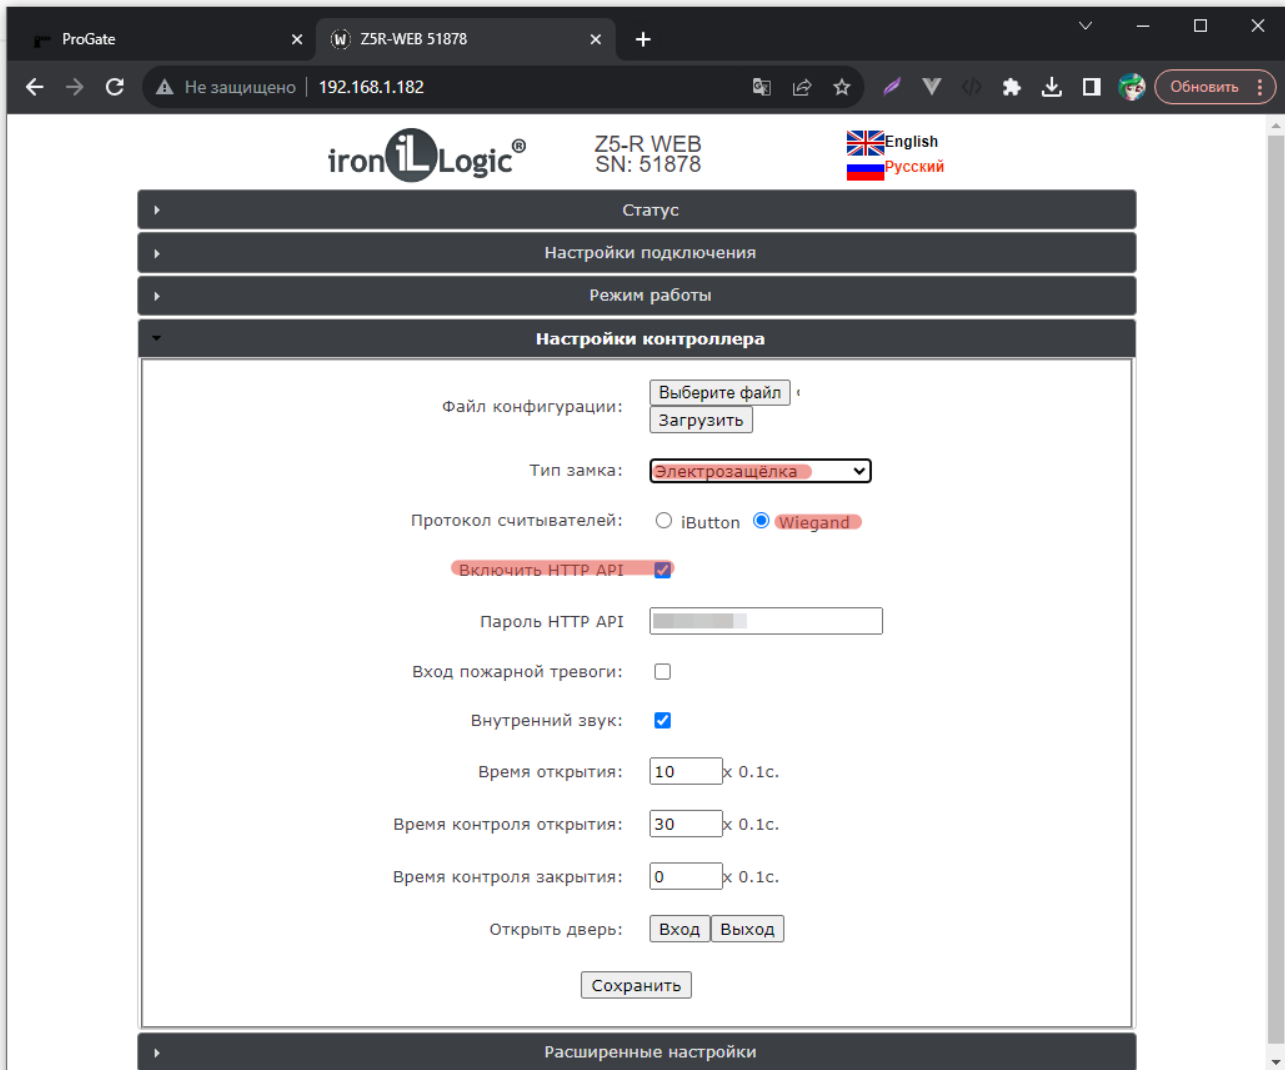 ProGate
Z5R-WEB 51878
Не защищено
192.168.1.182
Обновить
iron iL Logic®
Z5-R WEB
SN: 51878
English
Русский
Статус
Настройки подключения
Режим работы
Настройки контроллера
Файл конфигурации: Выберите файл
Загрузить
Тип замка: Электрозащёлка
Протокол считывателей: iButton Wiegand
Включить HTTP API
Пароль HTTP API
Вход пожарной тревоги:
Внутренний звук:
Время открытия: 10 x 0.1с.
Время контроля открытия: 30 x 0.1с.
Время контроля закрытия: 0 x 0.1с.
Открыть дверь: Вход Выход
Сохранить
Расширенные настройки